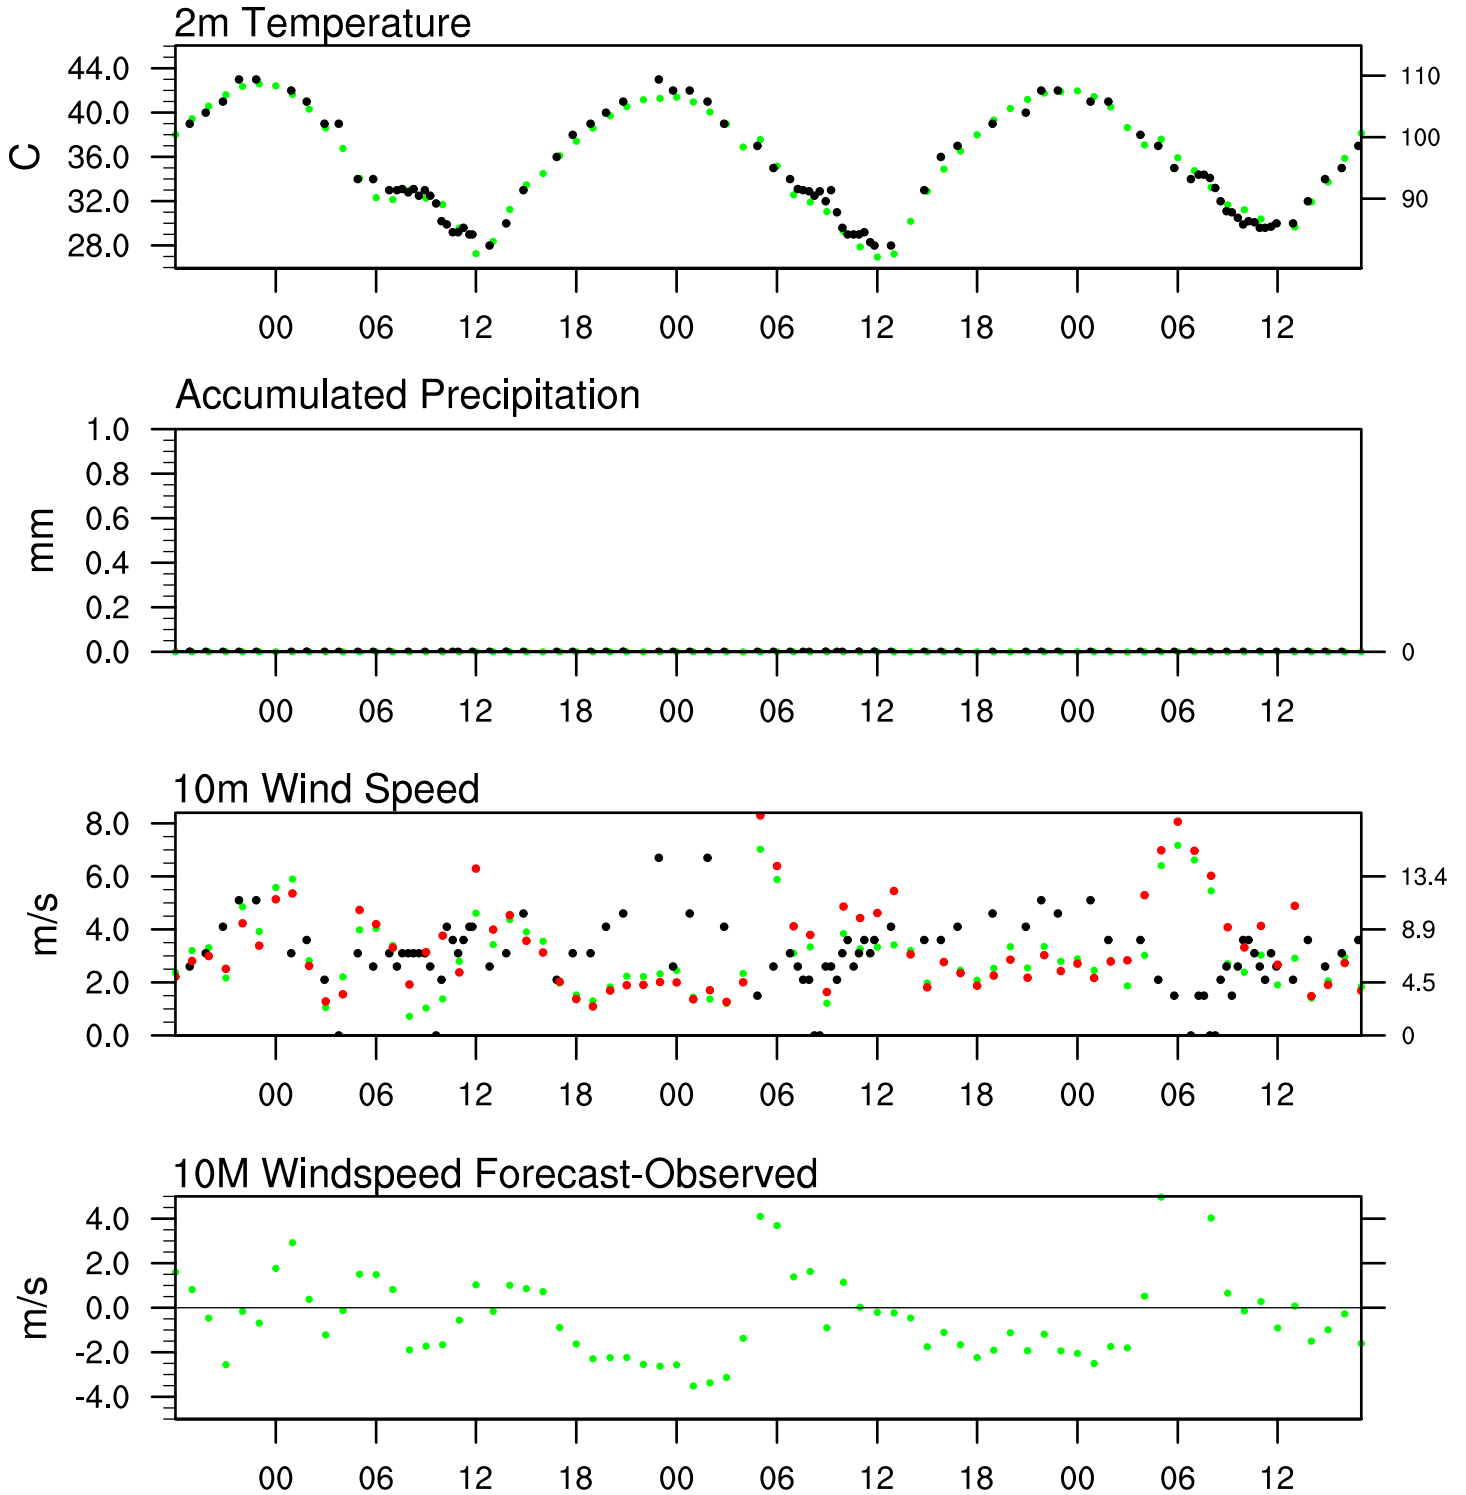 2m Temperature
44.0
40.0
36.0
32.0
28.0
C
110
100
90
00 06 12 18 00 06 12 18 00 06 12
Accumulated Precipitation
1.0
0.8
0.6
0.4
0.2
0.0
mm
0
00 06 12 18 00 06 12 18 00 06 12
10m Wind Speed
8.0
6.0
4.0
2.0
0.0
m/s
13.4
8.9
4.5
0
00 06 12 18 00 06 12 18 00 06 12
10M Windspeed Forecast-Observed
4.0
2.0
0.0
-2.0
-4.0
m/s
00 06 12 18 00 06 12 18 00 06 12